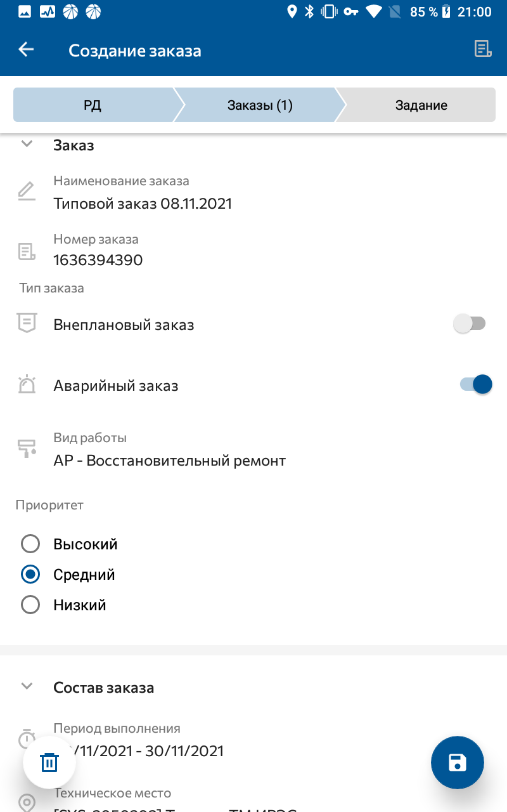 85 % 21:00
Создание заказа
РД Заказы (1) Задание
Заказ
Наименование заказа
Типовой заказ 08.11.2021
Номер заказа
1636394390
Тип заказа
Внеплановый заказ
Аварийный заказ
Вид работы
АР - Восстановительный ремонт
Приоритет
Высокий
Средний
Низкий
Состав заказа
Период выполнения
/11/2021 - 30/11/2021
Техническое место